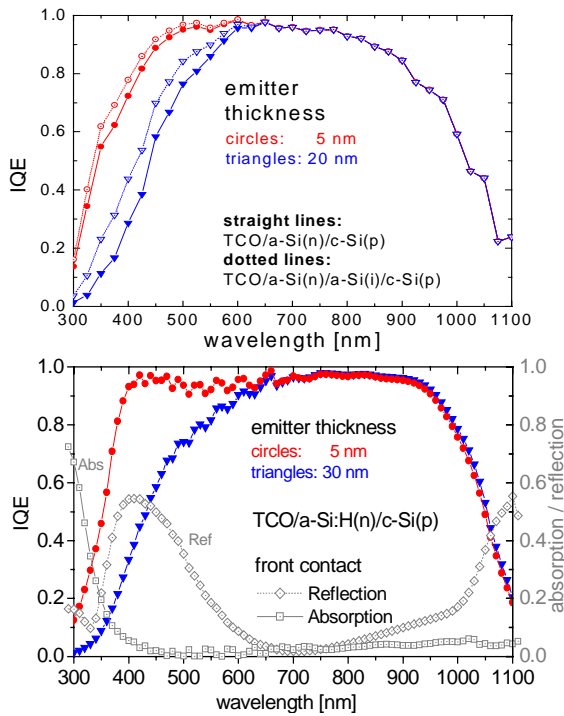 1.0
0.8
0.6
0.4
0.2
0.0
IQE
emitter
thickness
circles: 5 nm
triangles: 20 nm
straight lines:
TCO/a-Si(n)/c-Si(p)
dotted lines:
TCO/a-Si(n)/a-Si(i)/c-Si(p)
300 400 500 600 700 800 900 1000 1100
wavelength [nm]
1.0
0.8
0.6
0.4
0.2
0.0
IQE
Abs
Ref
emitter thickness
circles: 5 nm
triangles: 30 nm
TCO/a-Si:H(n)/c-Si(p)
front contact
Reflection
Absorption
1.0
0.8
0.6
0.4
0.2
0.0
absorption / reflection
300 400 500 600 700 800 900 1000 1100
wavelength [nm]